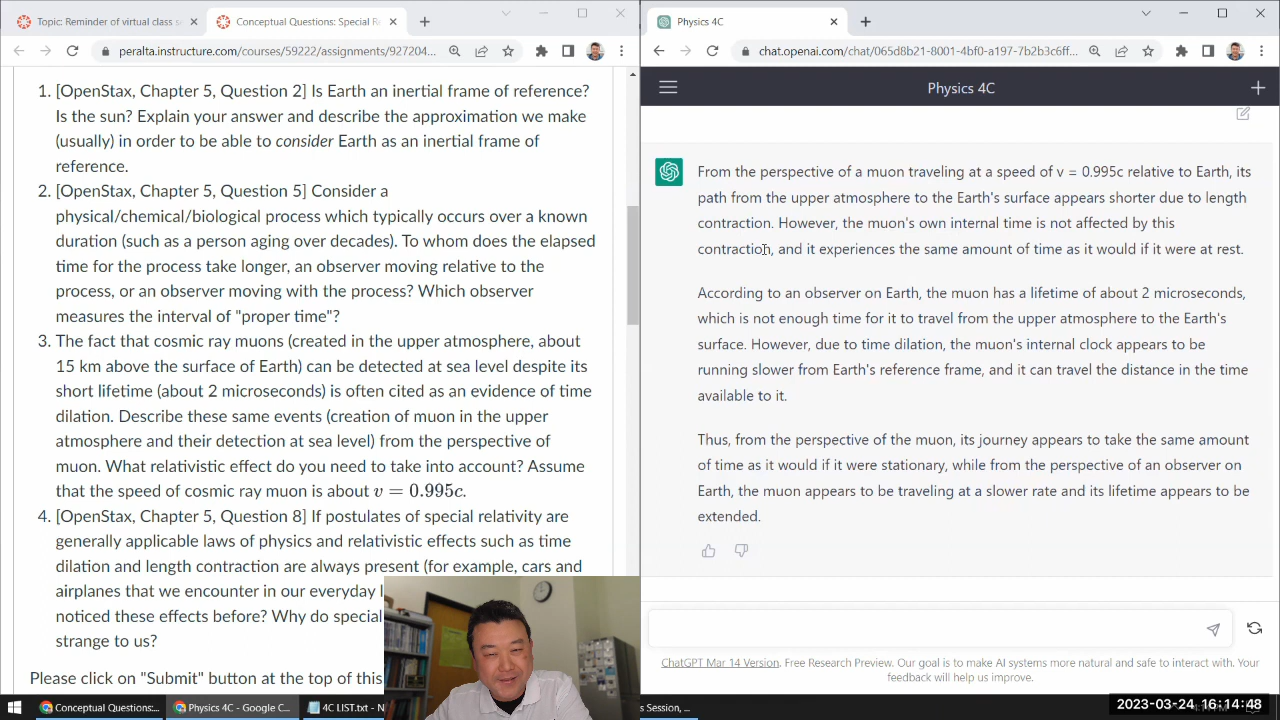 Topic: Reminder of virtual class se
Conceptual Questions: Special Re
peralta.instructure.com/courses/59222/assignments/927204...
1. [OpenStax, Chapter 5, Question 2] Is Earth an inertial frame of reference?
Is the sun? Explain your answer and describe the approximation we make
(usually) in order to be able to consider Earth as an inertial frame of
reference.
2. [OpenStax, Chapter 5, Question 5] Consider a
physical/chemical/biological process which typically occurs over a known
duration (such as a person aging over decades). To whom does the elapsed
time for the process take longer, an observer moving relative to the
process, or an observer moving with the process? Which observer
measures the interval of "proper time"?
3. The fact that cosmic ray muons (created in the upper atmosphere, about
15 km above the surface of Earth) can be detected at sea level despite its
short lifetime (about 2 microseconds) is often cited as an evidence of time
dilation. Describe these same events (creation of muon in the upper
atmosphere and their detection at sea level) from the perspective of
muon. What relativistic effect do you need to take into account? Assume
that the speed of cosmic ray muon is about v = 0.995c.
4. [OpenStax, Chapter 5, Question 8] If postulates of special relativity are
generally applicable laws of physics and relativistic effects such as time
dilation and length contraction are always present (for example, cars and
airplanes that we encounter in our everyday l
noticed these effects before? Why do special
strange to us?
Please click on "Submit" button at the top of this
Physics 4C
chat.openai.com/chat/065d8b21-8001-4bf0-a197-7b2b3c6ff...
Physics 4C
From the perspective of a muon traveling at a speed of v = 0.995c relative to Earth, its
path from the upper atmosphere to the Earth's surface appears shorter due to length
contraction. However, the muon's own internal time is not affected by this
contraction, and it experiences the same amount of time as it would if it were at rest.
According to an observer on Earth, the muon has a lifetime of about 2 microseconds,
which is not enough time for it to travel from the upper atmosphere to the Earth's
surface. However, due to time dilation, the muon's internal clock appears to be
running slower from Earth's reference frame, and it can travel the distance in the time
available to it.
Thus, from the perspective of the muon, its journey appears to take the same amount
of time as it would if it were stationary, while from the perspective of an observer on
Earth, the muon appears to be traveling at a slower rate and its lifetime appears to be
extended.
ChatGPT Mar 14 Version. Free Research Preview. Our goal is to make AI systems more natural and safe to interact with. Your
feedback will help us improve.
Conceptual Questions:...
Physics 4C - Google C...
4C LIST.txt - N
s Session, ...
2023-03-24 16:14:48